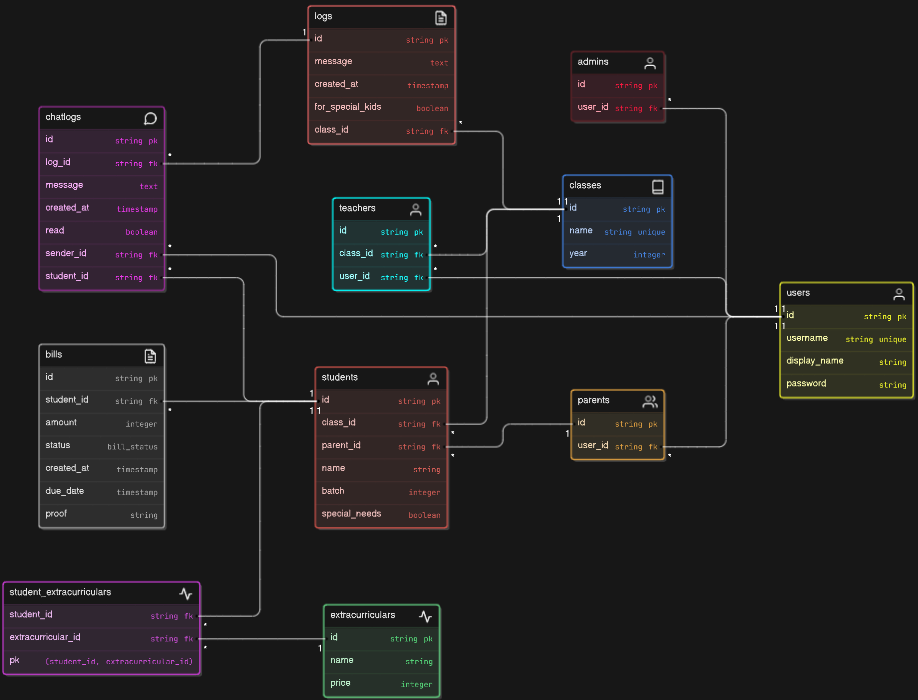 logs
id string pk
message text
created_at timestamp
for_special_kids boolean
class_id string fk
admins
id string pk
user_id string fk
chatlogs
id string pk
log_id string fk
message text
created_at timestamp
read boolean
sender_id string fk
student_id string fk
teachers
id string pk
class_id string fk
user_id string fk
classes
id string pk
name string unique
year integer
users
id string pk
username string unique
display_name string
password string
bills
id string pk
student_id string fk
amount integer
status bill_status
created_at timestamp
due_date timestamp
proof string
students
id string pk
class_id string fk
parent_id string fk
name string
batch integer
special_needs boolean
parents
id string pk
user_id string fk
student_extracurriculars
student_id string fk
extracurricular_id string fk
pk (student_id, extracurricular_id)
extracurriculars
id string pk
name string
price integer
1
1 1
1
1 1
1 1
1
1 1
1
1